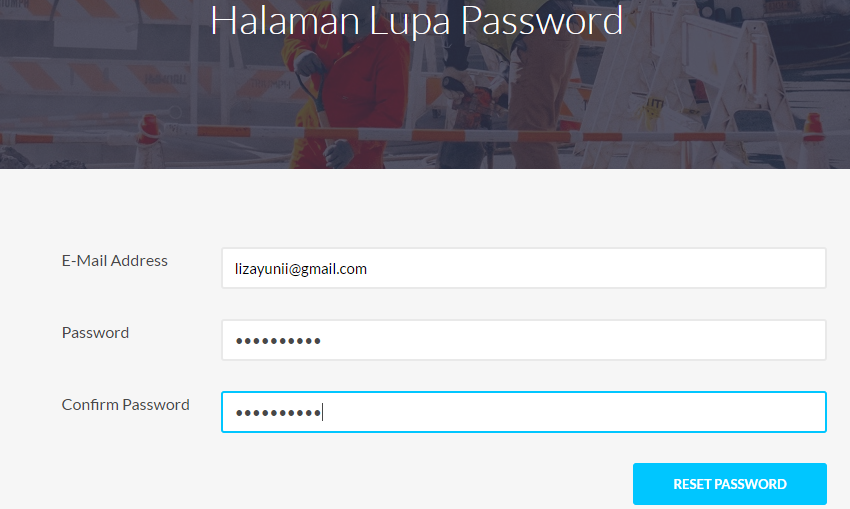 Halaman Lupa Password
E-Mail Address
lizayunii@gmail.com
Password
••••••••••
Confirm Password
••••••••••
RESET PASSWORD